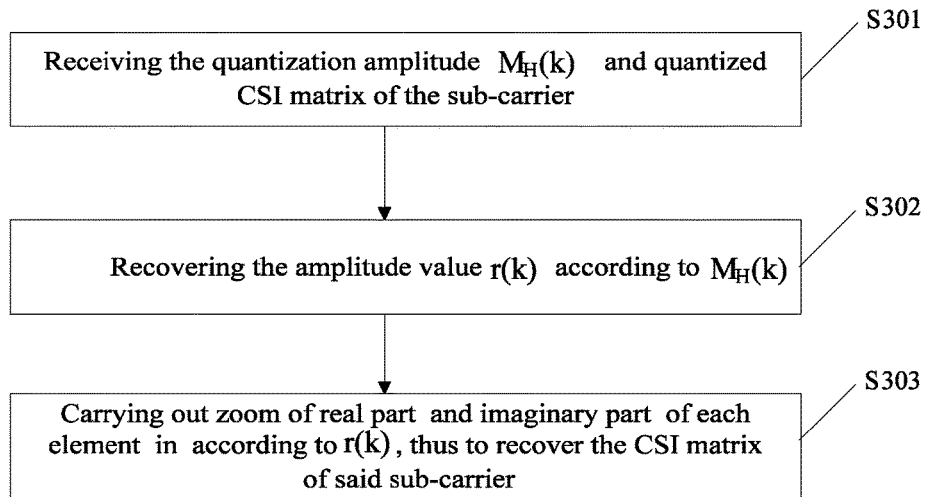 S301
Receiving the quantization amplitude M_H(k) and quantized
CSI matrix of the sub-carrier
S302
Recovering the amplitude value r(k) according to M_H(k)
S303
Carrying out zoom of real part and imaginary part of each
element in according to r(k), thus to recover the CSI matrix
of said sub-carrier